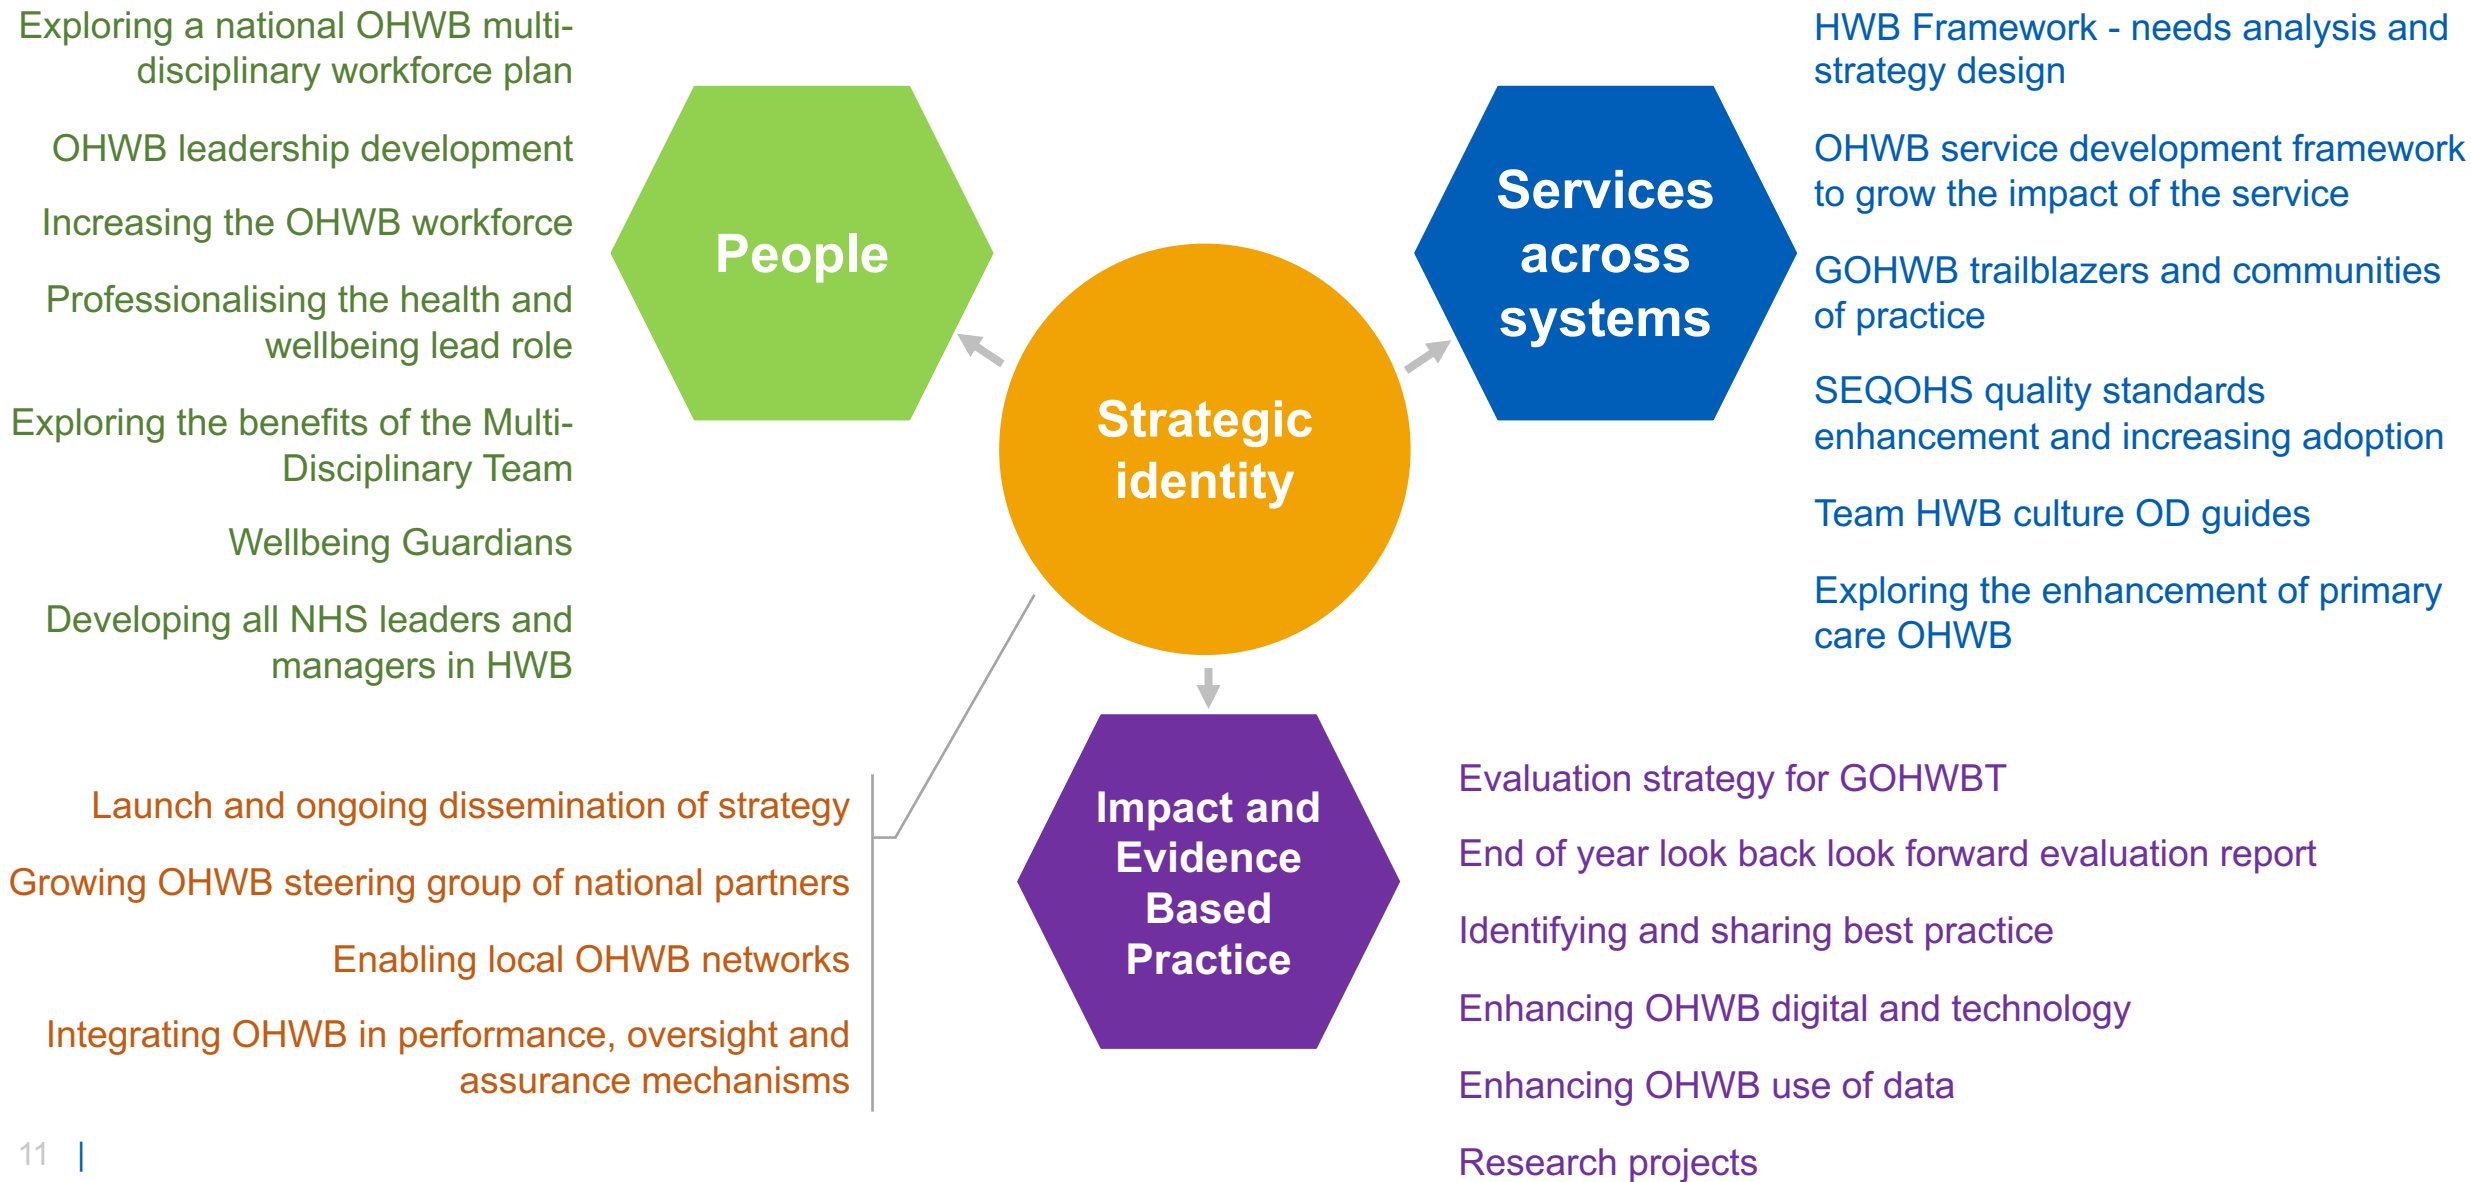 Exploring a national OHWB multi-
disciplinary workforce plan
OHWB leadership development
Increasing the OHWB workforce
Professionalising the health and
wellbeing lead role
Exploring the benefits of the Multi-
Disciplinary Team
Wellbeing Guardians
Developing all NHS leaders and
managers in HWB
People
Strategic
identity
Services
across
systems
HWB Framework - needs analysis and
strategy design
OHWB service development framework
to grow the impact of the service
GOHWB trailblazers and communities
of practice
SEQOHS quality standards
enhancement and increasing adoption
Team HWB culture OD guides
Exploring the enhancement of primary
care OHWB
Launch and ongoing dissemination of strategy
Growing OHWB steering group of national partners
Enabling local OHWB networks
Integrating OHWB in performance, oversight and
assurance mechanisms
Impact and
Evidence
Based
Practice
Evaluation strategy for GOHWBT
End of year look back look forward evaluation report
Identifying and sharing best practice
Enhancing OHWB digital and technology
Enhancing OHWB use of data
Research projects
11 |